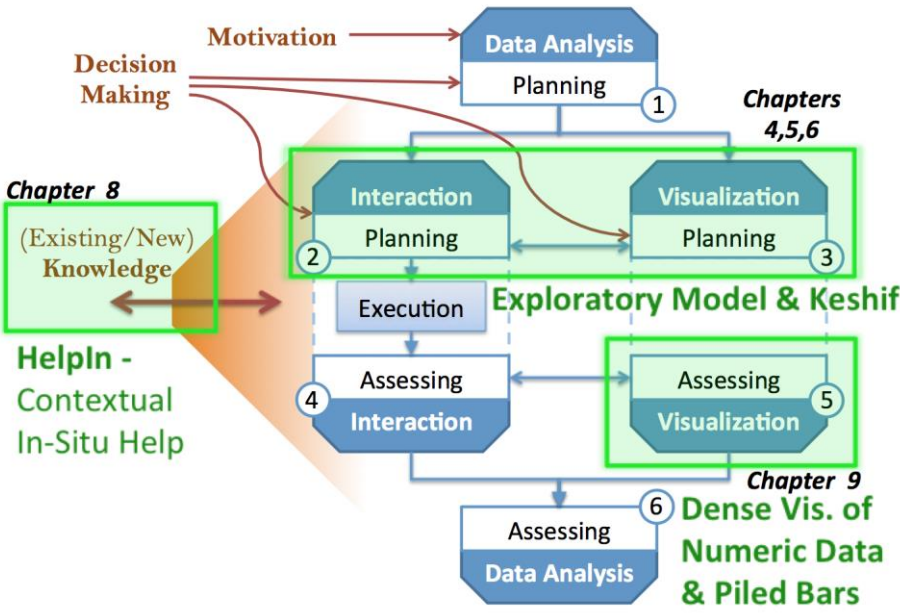 Motivation
Decision
Making
Data Analysis
Planning
1
Chapters
4,5,6
Chapter 8
(Existing/New)
Knowledge
HelpIn -
Contextual
In-Situ Help
Interaction
Planning
2
Visualization
Planning
3
Exploratory Model & Keshif
Execution
Assessing
4
Interaction
Assessing
5
Visualization
Chapter 9
Assessing
6
Data Analysis
Dense Vis. of
Numeric Data
& Piled Bars